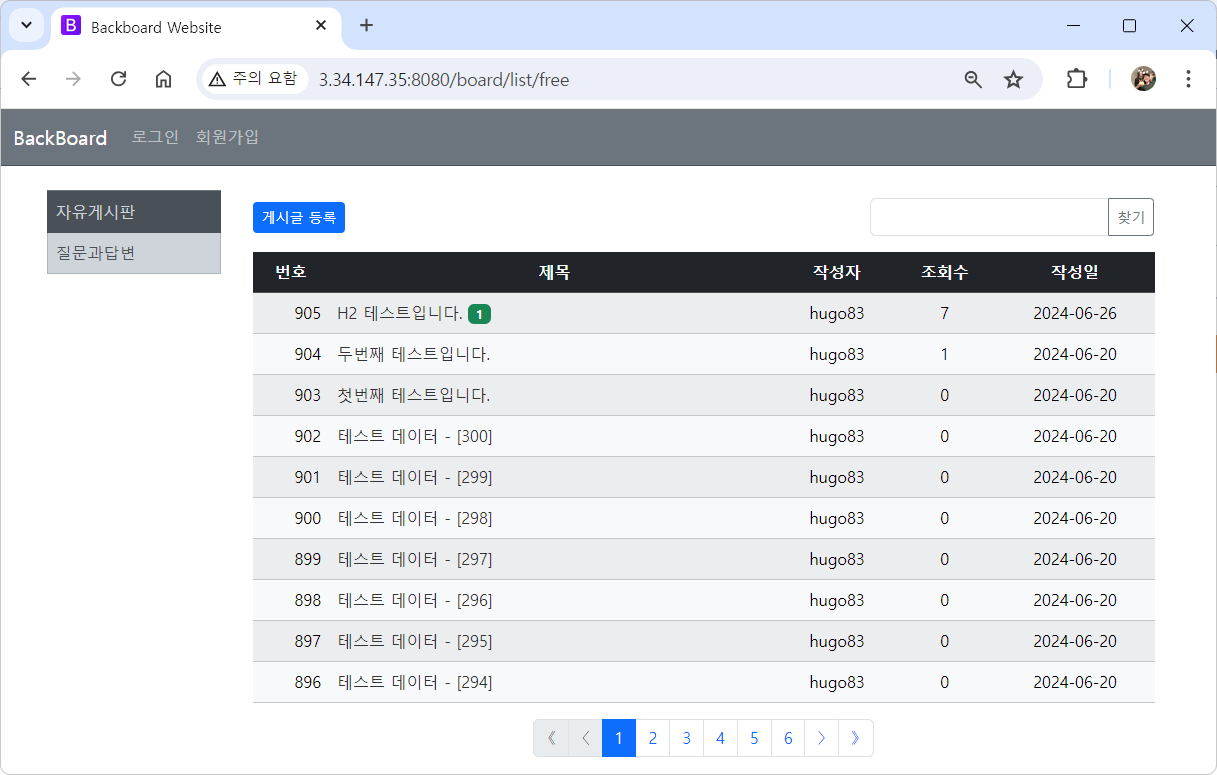 B Backboard Website
주의 요함 3.34.147.35:8080/board/list/free
BackBoard 로그인 회원가입
자유게시판
질문과답변
게시글 등록 찾기
번호 제목 작성자 조회수 작성일
905 H2 테스트입니다. 1 hugo83 7 2024-06-26
904 두번째 테스트입니다. hugo83 1 2024-06-20
903 첫번째 테스트입니다. hugo83 0 2024-06-20
902 테스트 데이터 - [300] hugo83 0 2024-06-20
901 테스트 데이터 - [299] hugo83 0 2024-06-20
900 테스트 데이터 - [298] hugo83 0 2024-06-20
899 테스트 데이터 - [297] hugo83 0 2024-06-20
898 테스트 데이터 - [296] hugo83 0 2024-06-20
897 테스트 데이터 - [295] hugo83 0 2024-06-20
896 테스트 데이터 - [294] hugo83 0 2024-06-20
《 〈 1 2 3 4 5 6 〉 》